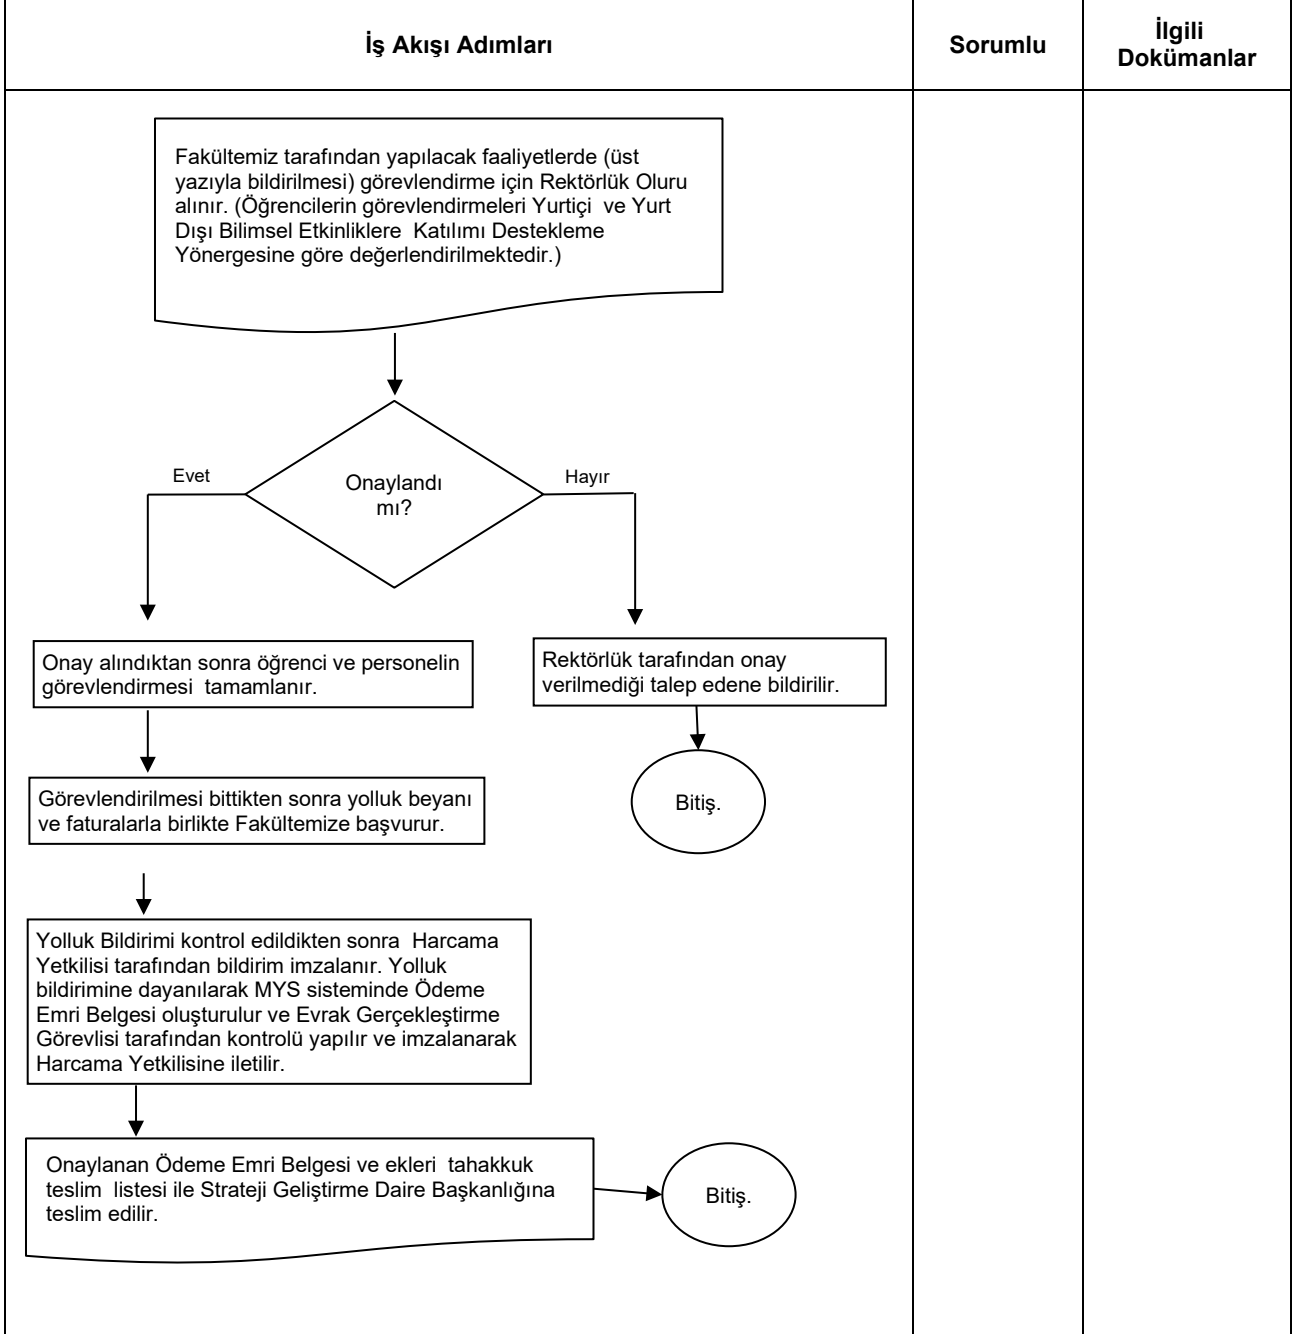 İş Akışı Adımları
Sorumlu
İlgili
Dokümanlar
Fakültemiz tarafından yapılacak faaliyetlerde (üst
yazıyla bildirilmesi) görevlendirme için Rektörlük Oluru
alınır. (Öğrencilerin görevlendirmeleri Yurtiçi  ve Yurt
Dışı Bilimsel Etkinliklere  Katılımı Destekleme
Yönergesine göre değerlendirilmektedir.)
Evet
Onaylandı
mı?
Hayır
Onay alındıktan sonra öğrenci ve personelin
görevlendirmesi  tamamlanır.
Rektörlük tarafından onay
verilmediği talep edene bildirilir.
Görevlendirilmesi bittikten sonra yolluk beyanı
ve faturalarla birlikte Fakültemize başvurur.
Bitiş.
Yolluk Bildirimi kontrol edildikten sonra  Harcama
Yetkilisi tarafından bildirim imzalanır. Yolluk
bildirimine dayanılarak MYS sisteminde Ödeme
Emri Belgesi oluşturulur ve Evrak Gerçekleştirme
Görevlisi tarafından kontrolü yapılır ve imzalanarak
Harcama Yetkilisine iletilir.
Onaylanan Ödeme Emri Belgesi ve ekleri  tahakkuk
teslim  listesi ile Strateji Geliştirme Daire Başkanlığına
teslim edilir.
Bitiş.